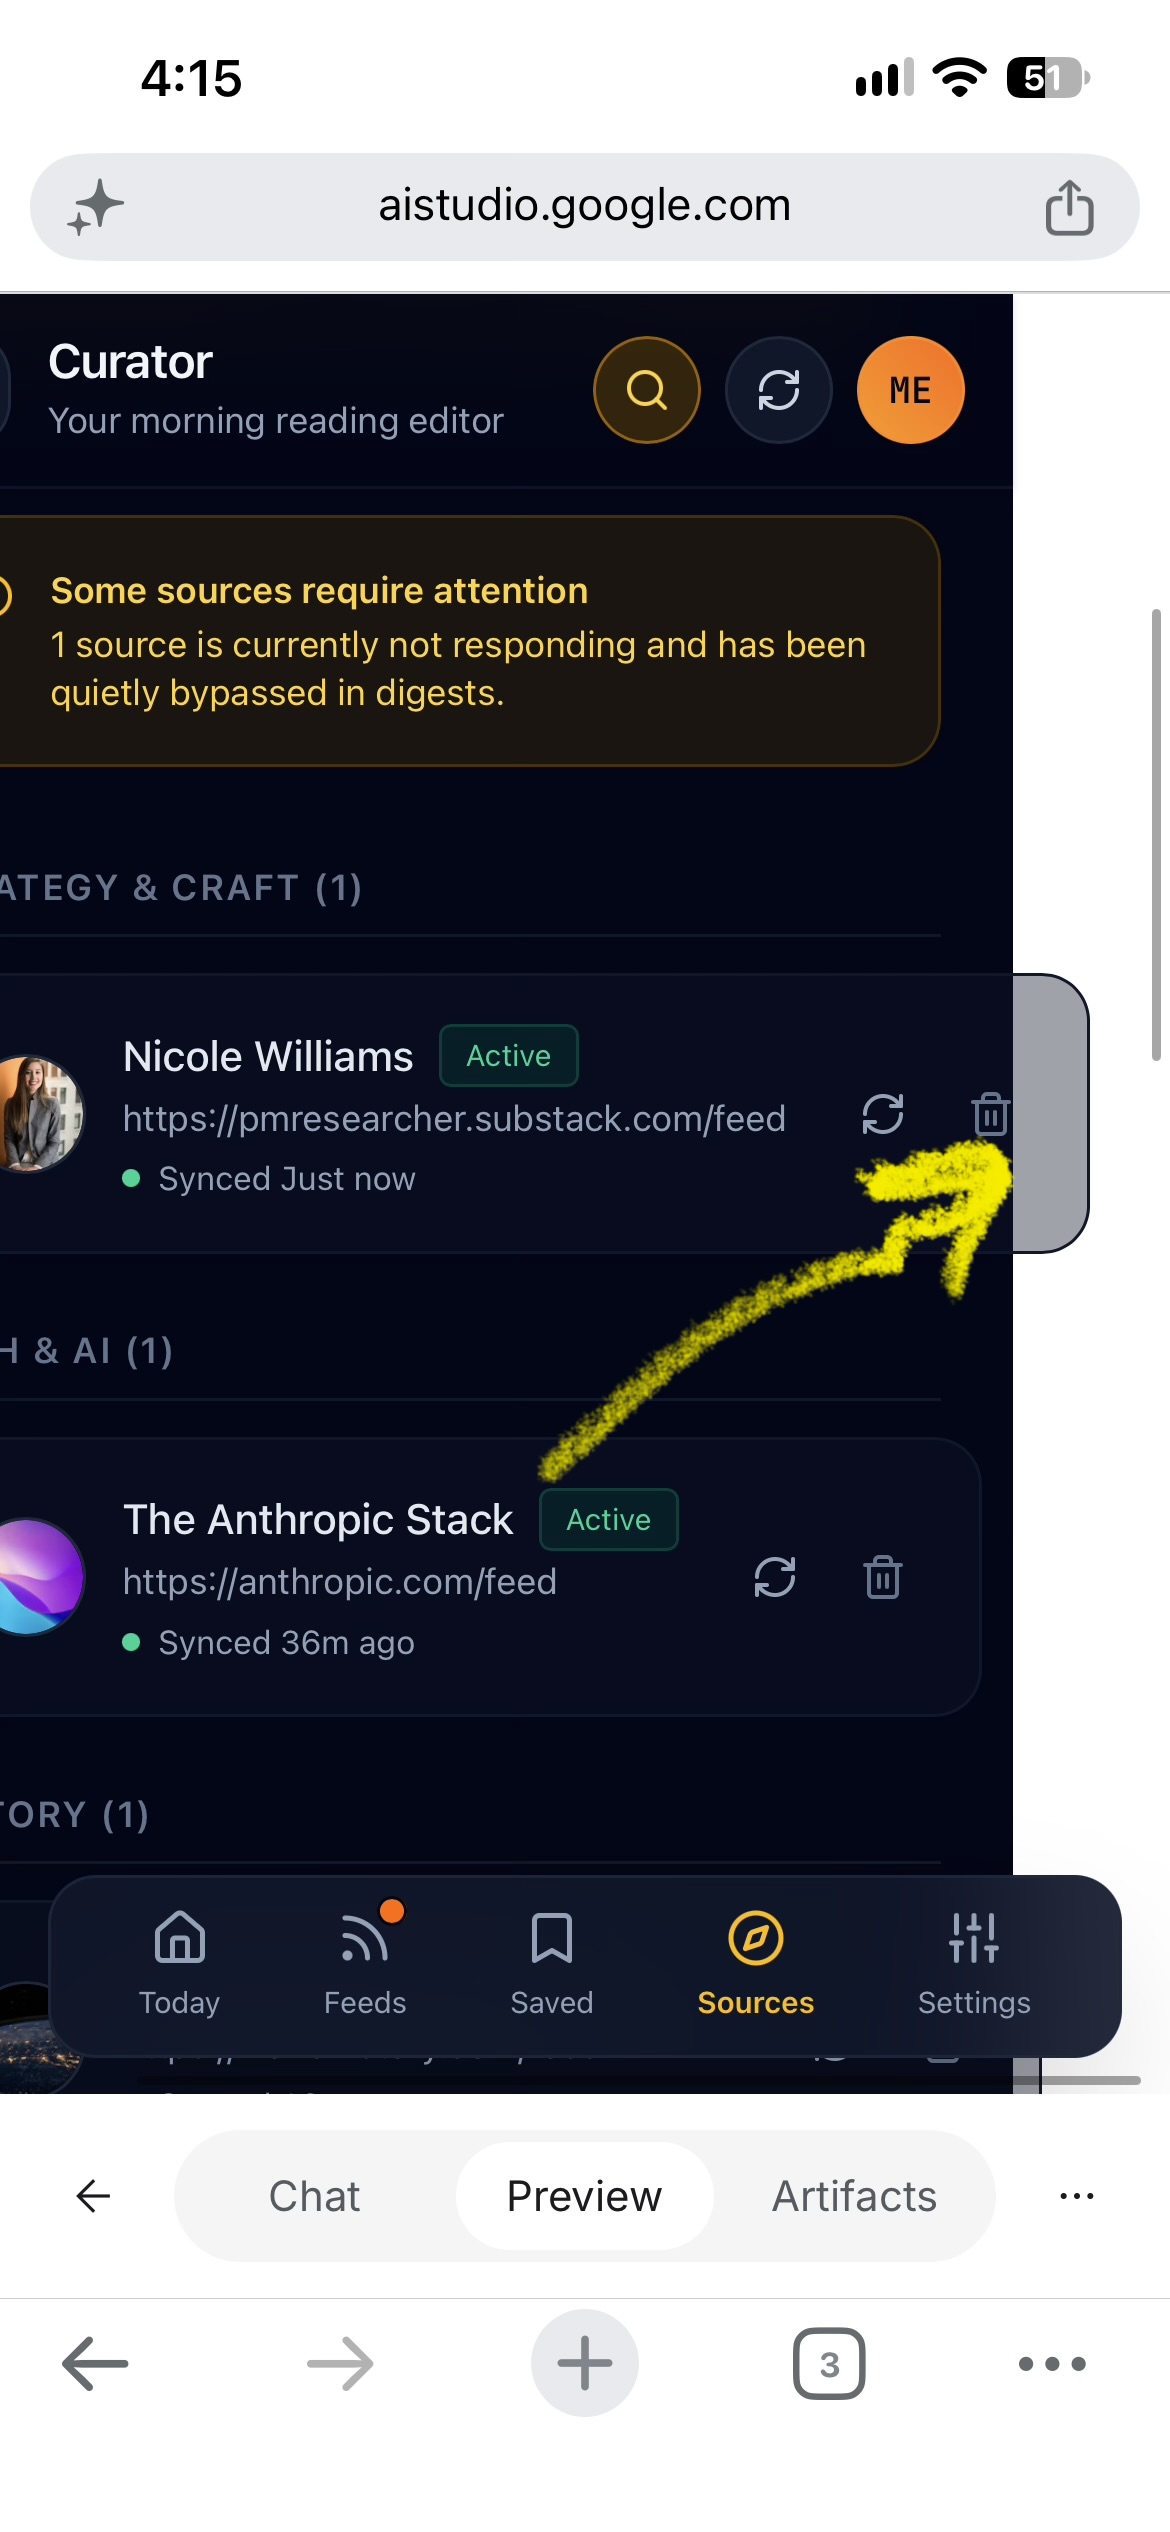 4:15
51
aistudio.google.com
Curator
Your morning reading editor
ME
Some sources require attention
1 source is currently not responding and has been
quietly bypassed in digests.
ATEGY & CRAFT (1)
Nicole Williams Active
https://pmresearcher.substack.com/feed
Synced Just now
H & AI (1)
The Anthropic Stack Active
https://anthropic.com/feed
Synced 36m ago
TORY (1)
Today Feeds Saved Sources Settings
Chat Preview Artifacts
3